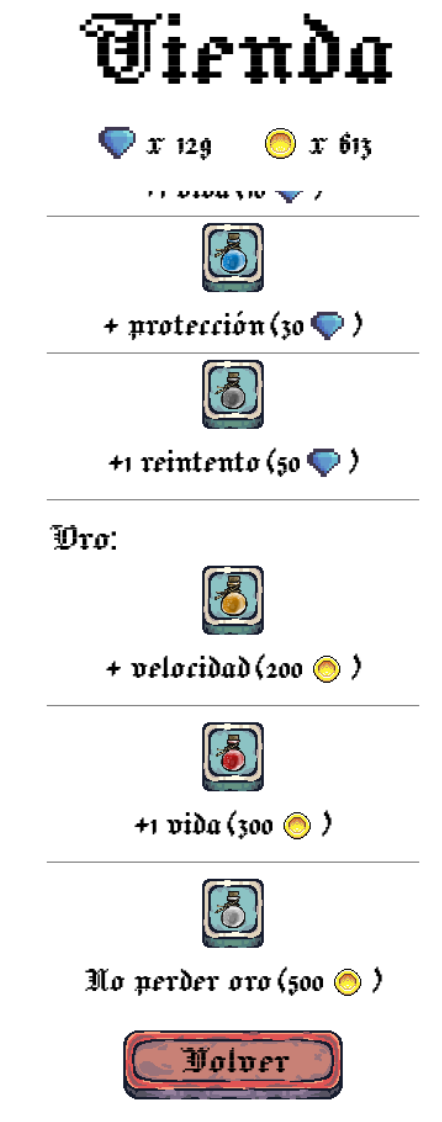 Tienda
x 129 x 613
+ protección (30 )
+1 reintento (50 )
Oro:
+ velocidad (200 )
+1 vida (300 )
No perder oro (500 )
Volver